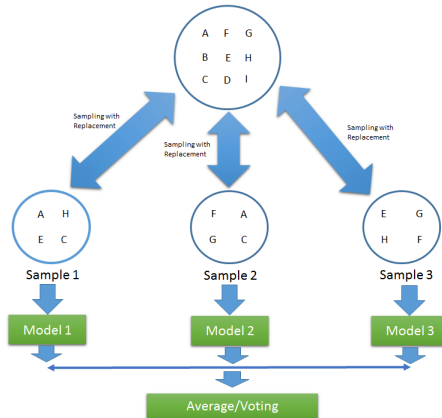 A F G
B E H
C D I
Sampling with
Replacement
Sampling with
Replacement
Sampling with
Replacement
A H
E C
F A
G C
E G
H F
Sample 1
Sample 2
Sample 3
Model 1
Model 2
Model 3
Average/Voting